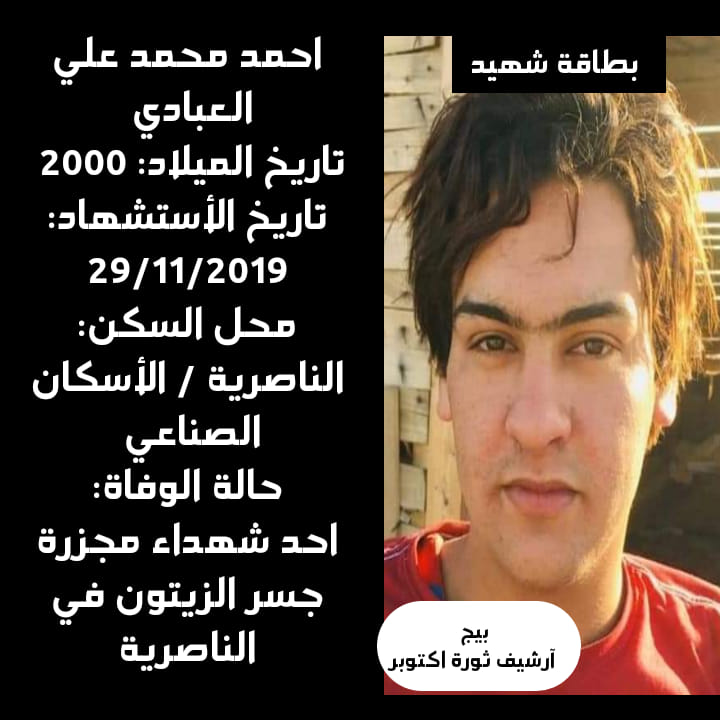 بطاقة شهيد
احمد محمد علي
العبادي
تاريخ الميلاد: 2000
تاريخ الأستشهاد:
29/11/2019
محل السكن:
الناصرية / الأسكان
الصناعي
حالة الوفاة:
احد شهداء مجزرة
جسر الزيتون في
الناصرية
بيج
آرشيف ثورة اكتوبر